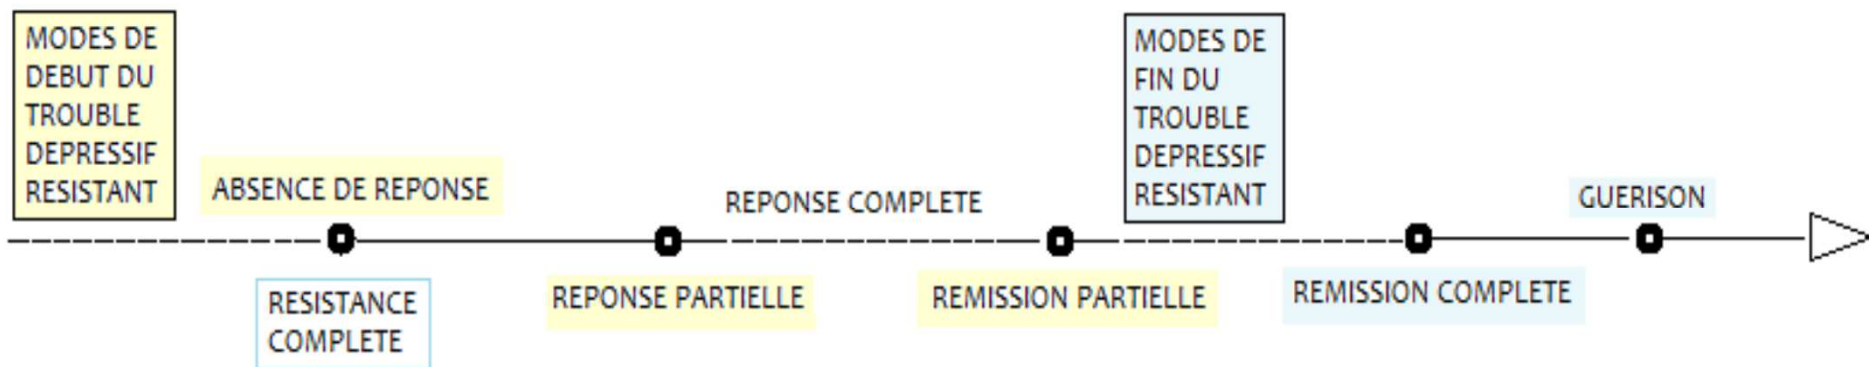 MODES DE
DEBUT DU
TROUBLE
DEPRESSIF
RESISTANT
ABSENCE DE REPONSE
RESISTANCE
COMPLETE
REPONSE PARTIELLE
REPONSE COMPLETE
REMISSION PARTIELLE
MODES DE
FIN DU
TROUBLE
DEPRESSIF
RESISTANT
REMISSION COMPLETE
GUERISON